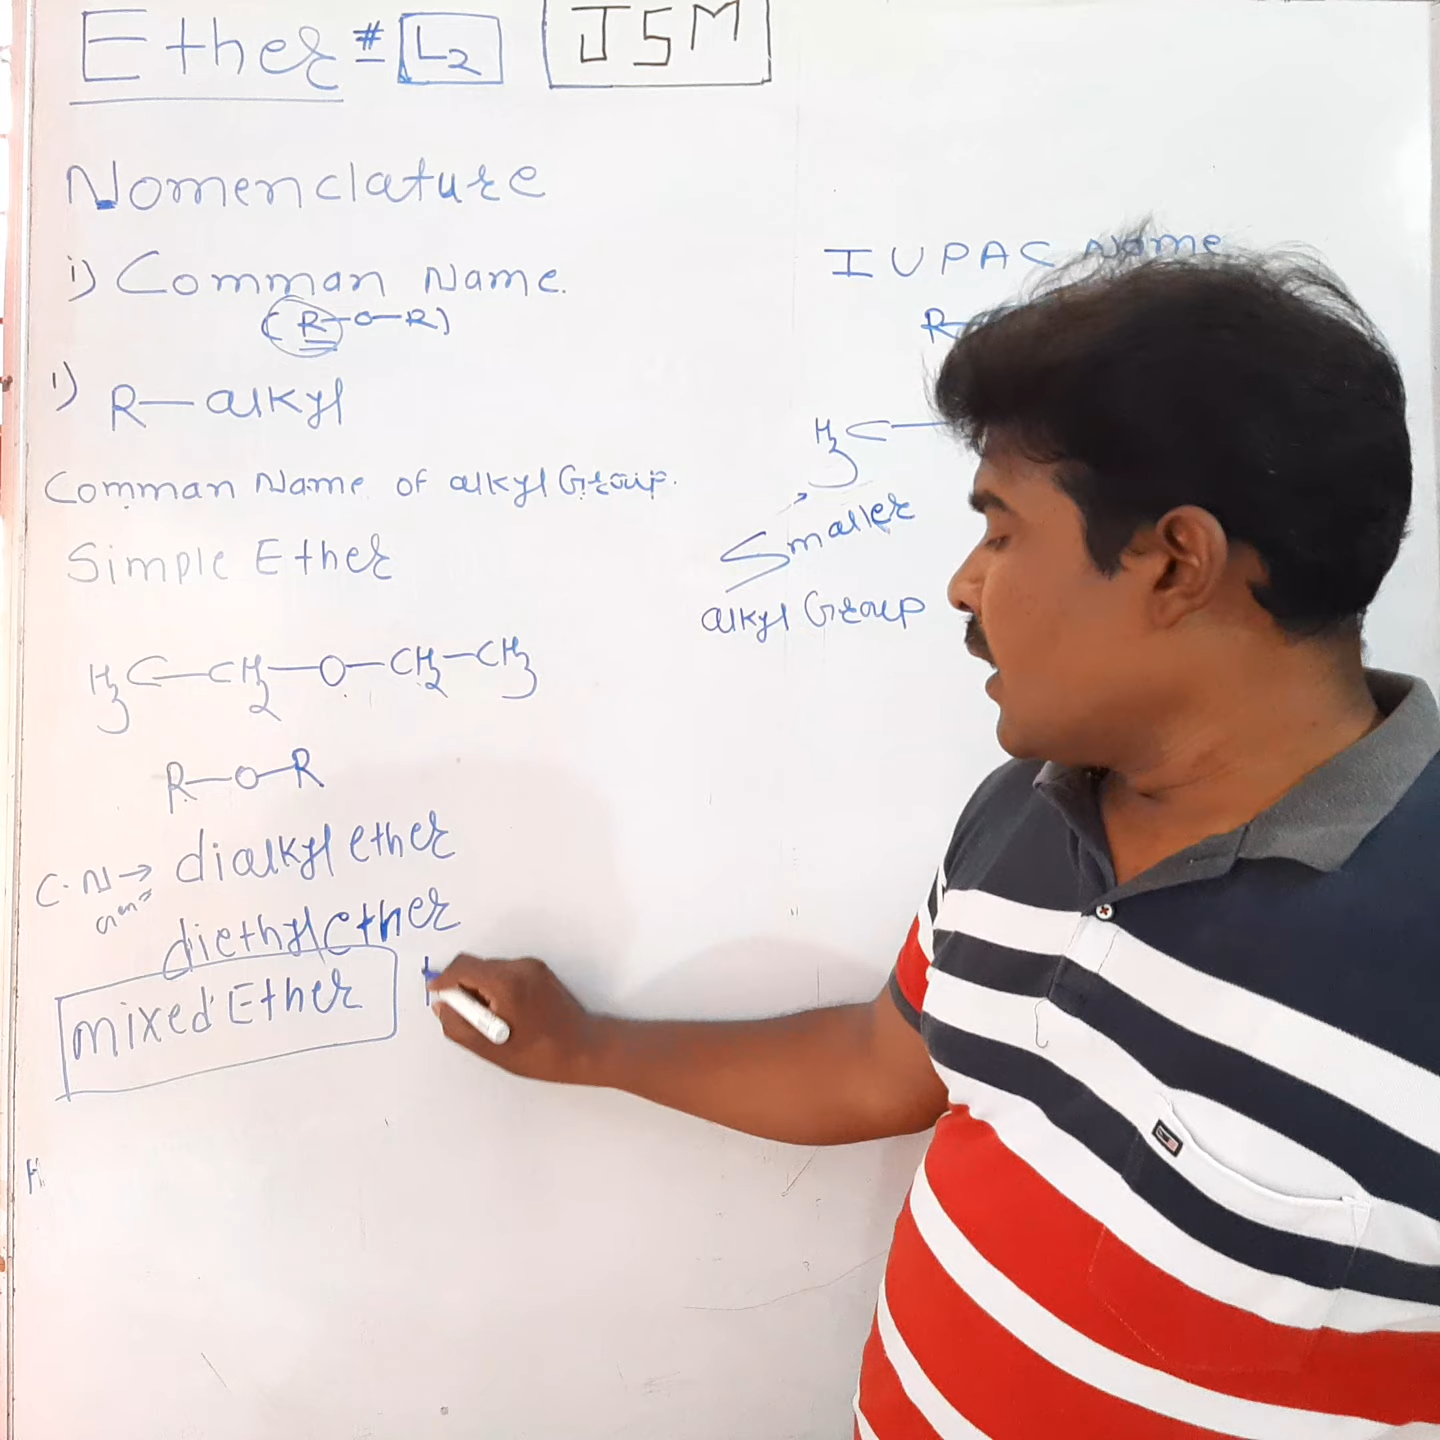 Ether # L2 JSM
Nomenclature
i) Comman Name.
(R-O-R)
1) R-alkyl
Comman Name of alkyl Group.
Simple Ether
H3C-CH2-O-CH2-CH3
R-O-R
C.N→ dialkyl ether
diethyl ether
mixed Ether
IUPAC Name
R-
H3C-
Smaller
alkyl Group